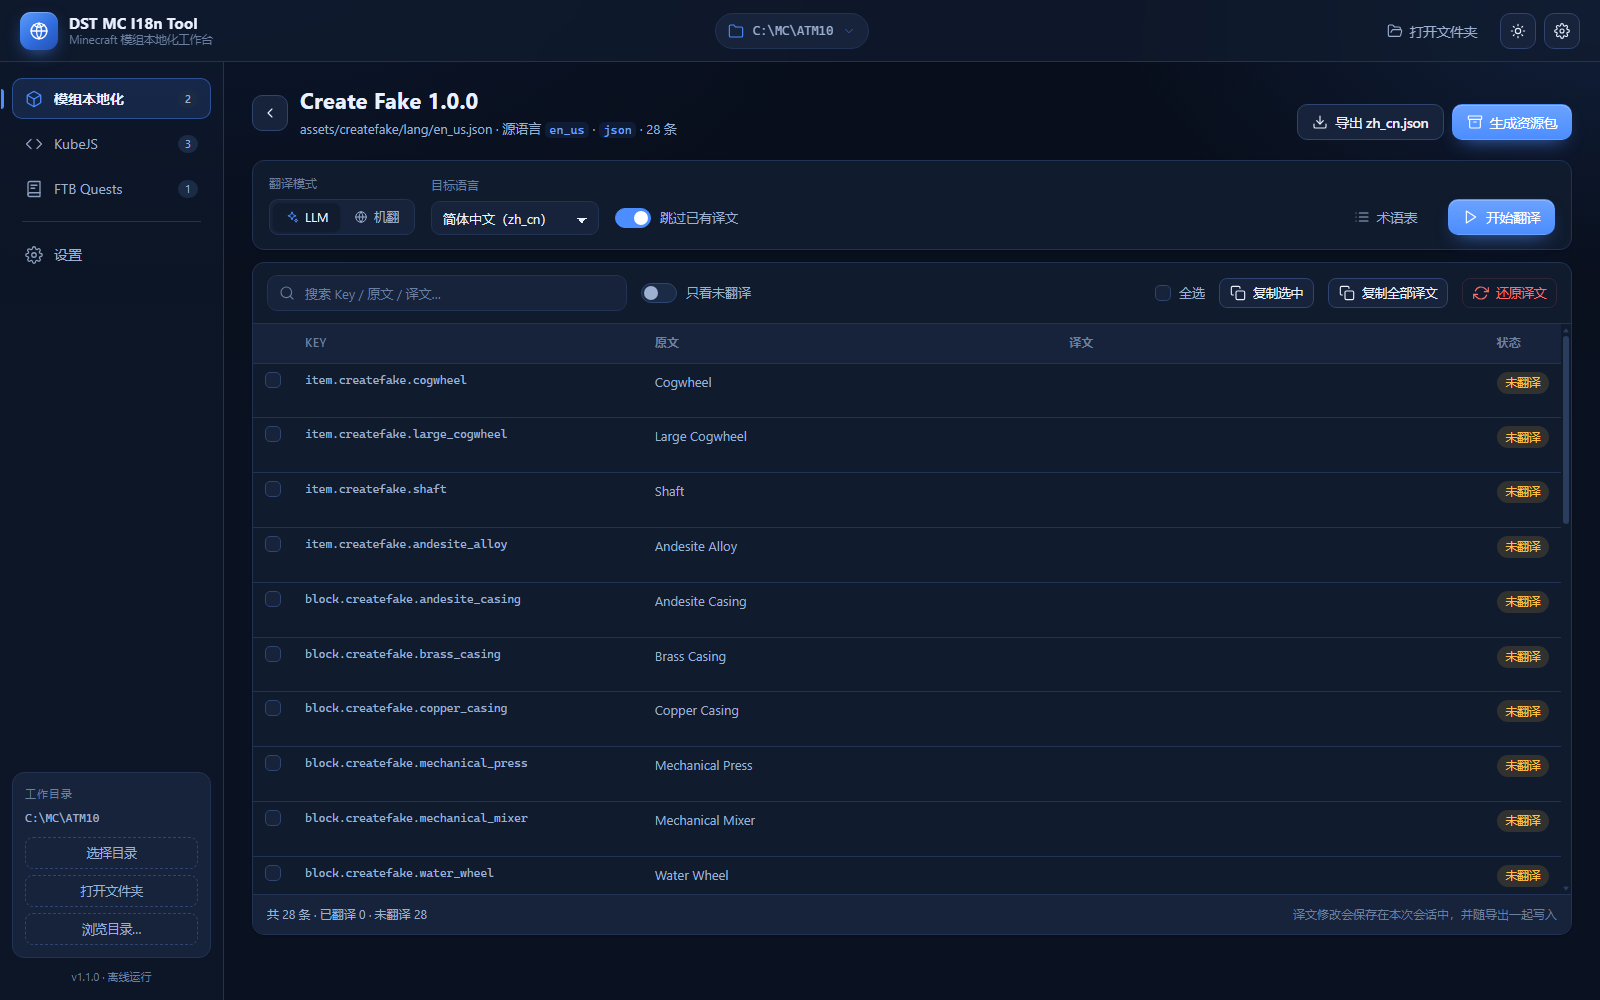 DST MC I18n Tool
Minecraft 模组本地化工作台
C:\MC\ATM10
打开文件夹
模组本地化 2
KubeJS 3
FTB Quests 1
设置
Create Fake 1.0.0
assets/createfake/lang/en_us.json · 源语言 en_us · json · 28 条
导出 zh_cn.json
生成资源包
翻译模式
LLM
机翻
目标语言
简体中文 (zh_cn)
跳过已有译文
术语表
开始翻译
搜索 Key / 原文 / 译文...
只看未翻译
全选
复制选中
复制全部译文
还原译文
KEY 原文 译文 状态
item.createfake.cogwheel Cogwheel 未翻译
item.createfake.large_cogwheel Large Cogwheel 未翻译
item.createfake.shaft Shaft 未翻译
item.createfake.andesite_alloy Andesite Alloy 未翻译
block.createfake.andesite_casing Andesite Casing 未翻译
block.createfake.brass_casing Brass Casing 未翻译
block.createfake.copper_casing Copper Casing 未翻译
block.createfake.mechanical_press Mechanical Press 未翻译
block.createfake.mechanical_mixer Mechanical Mixer 未翻译
block.createfake.water_wheel Water Wheel 未翻译
共 28 条 · 已翻译 0 · 未翻译 28
译文修改会保存在本次会话中，并随导出一起写入
工作目录
C:\MC\ATM10
选择目录
打开文件夹
浏览目录...
v1.1.0 · 离线运行